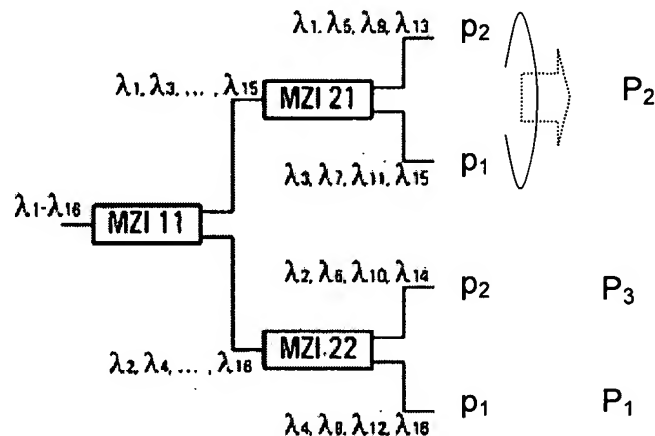 λ₁, λ₅, λ₉, λ₁₃
p₂
λ₁, λ₃, ... , λ₁₅
MZI 21
P₂
p₁
λ₃, λ₇, λ₁₁, λ₁₅
λ₁-λ₁₆
MZI 11
λ₂, λ₆, λ₁₀, λ₁₄
p₂
P₃
MZI 22
λ₂, λ₄, ... , λ₁₆
p₁
P₁
λ₄, λ₈, λ₁₂, λ₁₆